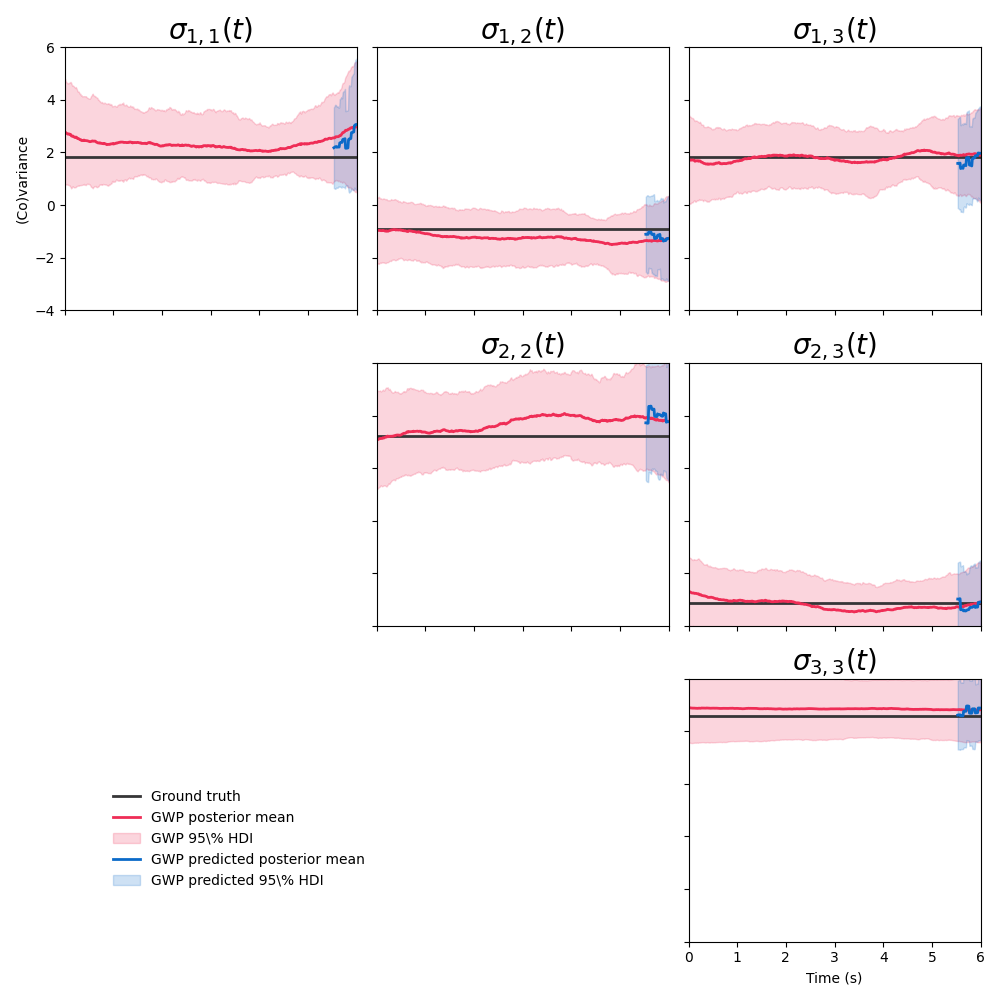 σ1,1(t)
σ1,2(t)
σ1,3(t)
6
4
2
0
−2
−4
(Co)variance
σ2,2(t)
σ2,3(t)
σ3,3(t)
Ground truth
GWP posterior mean
GWP 95\% HDI
GWP predicted posterior mean
GWP predicted 95\% HDI
0 1 2 3 4 5 6
Time (s)